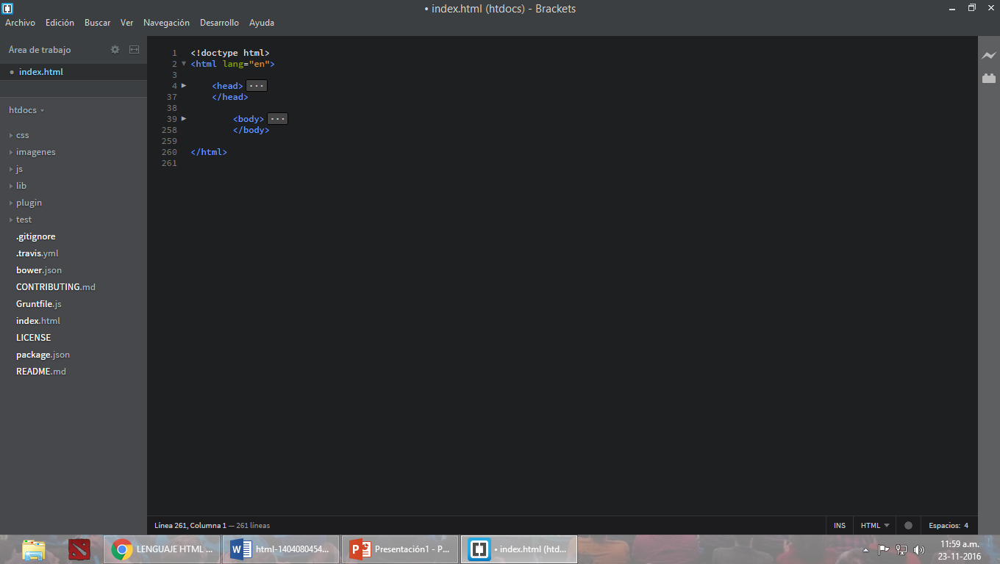 • index.html (htdocs) - Brackets
Archivo Edición Buscar Ver Navegación Desarrollo Ayuda
Área de trabajo
• index.html
htdocs
css
imagenes
js
lib
plugin
test
.gitignore
.travis.yml
bower.json
CONTRIBUTING.md
Gruntfile.js
index.html
LICENSE
package.json
README.md
1 <!doctype html>
2 <html lang="en">
3
4 <head> ...
37 </head>
38
39 <body> ...
258 </body>
259
260 </html>
261
Línea 261, Columna 1 — 261 líneas
INS HTML Espacios: 4
LENGUAJE HTML ... html-1404080454... Presentación1 - P... • index.html (htd...
11:59 a.m.
23-11-2016